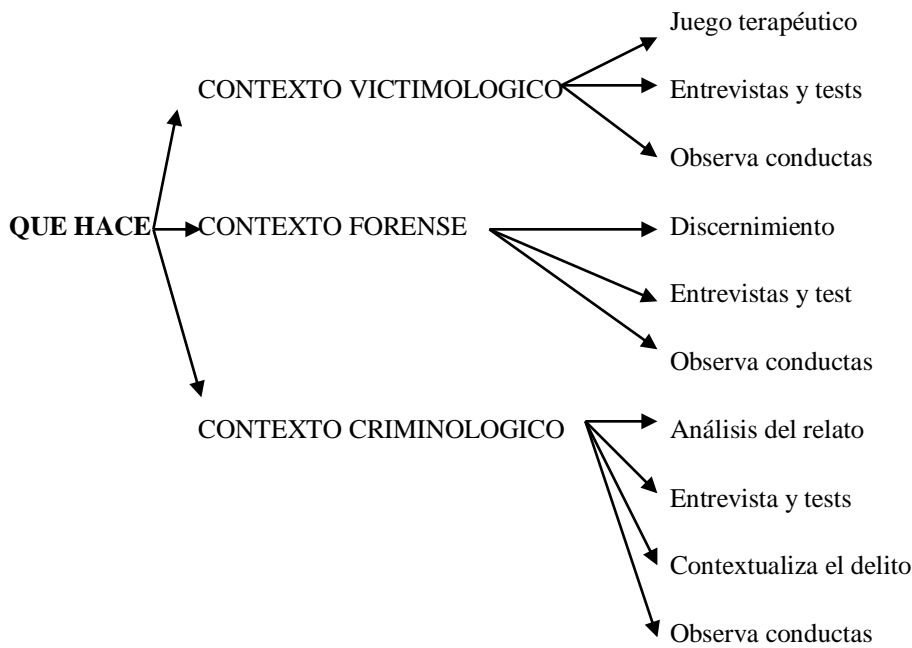 Juego terapéutico
CONTEXTO VICTIMOLOGICO
Entrevistas y tests
Observa conductas
QUE HACE
CONTEXTO FORENSE
Discernimiento
Entrevistas y test
Observa conductas
CONTEXTO CRIMINOLOGICO
Análisis del relato
Entrevista y tests
Contextualiza el delito
Observa conductas